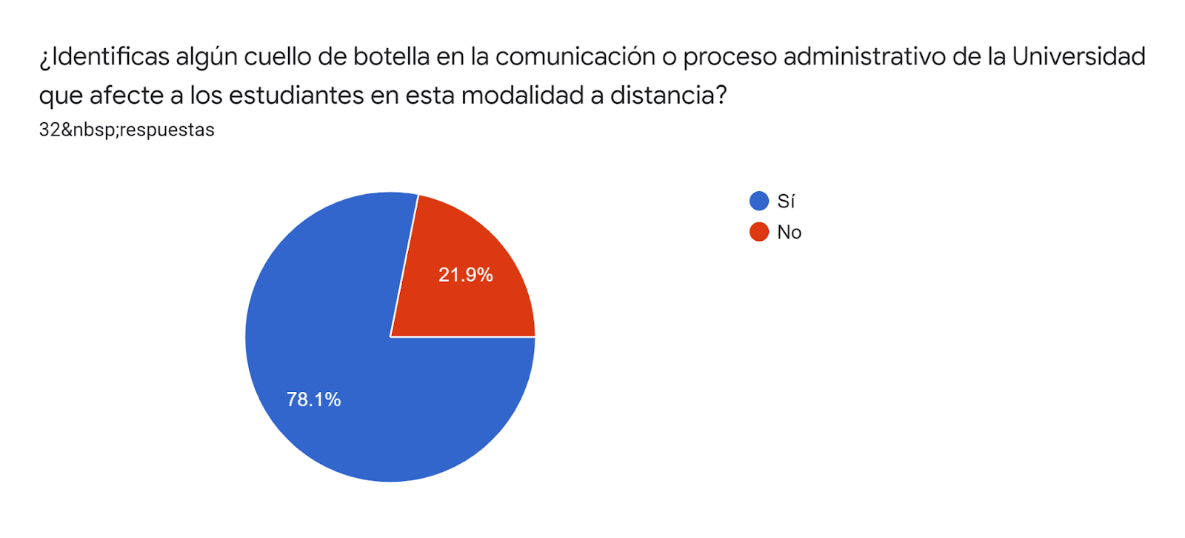 ¿Identificas algún cuello de botella en la comunicación o proceso administrativo de la Universidad
que afecte a los estudiantes en esta modalidad a distancia?
32&nbsp;respuestas
Sí
No
21.9%
78.1%